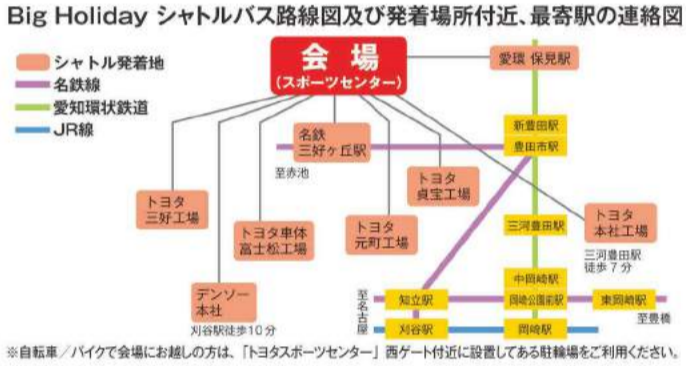 Big Holiday シャトルバス路線図及び発着場所付近、最寄駅の連絡図
シャトル発着地
名鉄線
愛知環状鉄道
JR線
会場
(スポーツセンター)
愛環 保見駅
新豊田駅
豊田市駅
名鉄
三好ヶ丘駅
至赤池
トヨタ
貞宝工場
トヨタ
三好工場
トヨタ車体
富士松工場
トヨタ
元町工場
三河豊田駅
トヨタ
本社工場
三河豊田駅
徒歩7分
デンソー
本社
刈谷駅徒歩10分
中岡崎駅
至名古屋
知立駅
岡崎公園前駅
東岡崎駅
至豊橋
刈谷駅
岡崎駅
※自転車/バイクで会場にお越しの方は、「トヨタスポーツセンター」西ゲート付近に設置してある駐輪場をご利用ください。